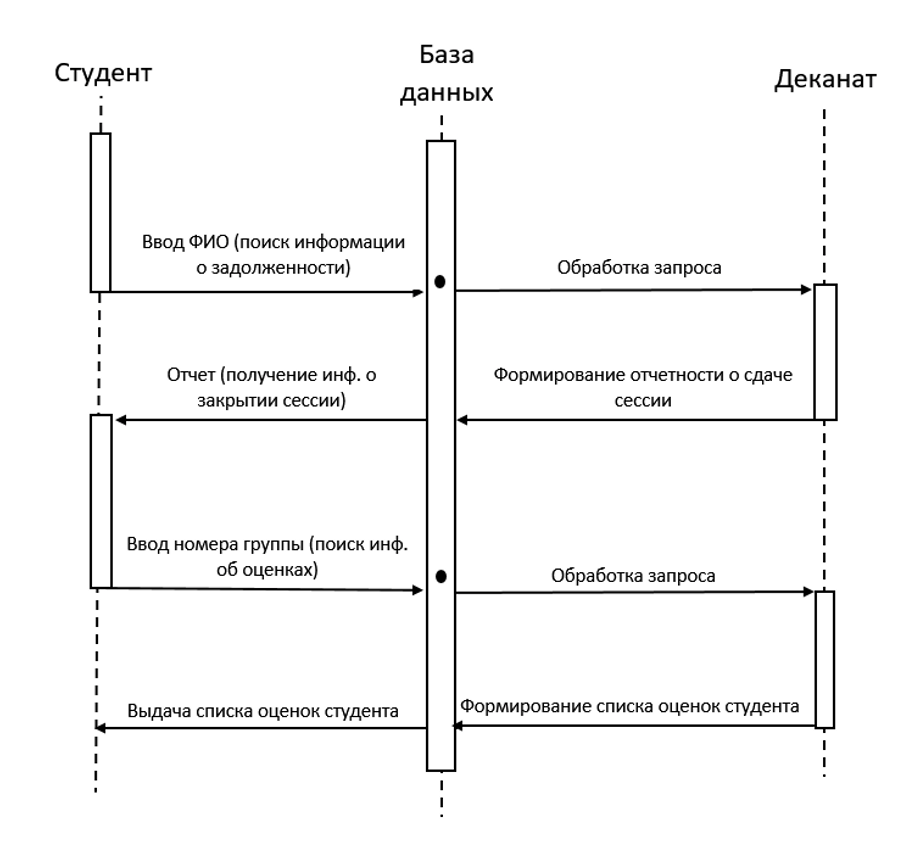 Студент
База
данных
Деканат
Ввод ФИО (поиск информации
о задолженности)
Обработка запроса
Отчет (получение инф. о
закрытии сессии)
Формирование отчетности о сдаче
сессии
Ввод номера группы (поиск инф.
об оценках)
Обработка запроса
Выдача списка оценок студента
Формирование списка оценок студента